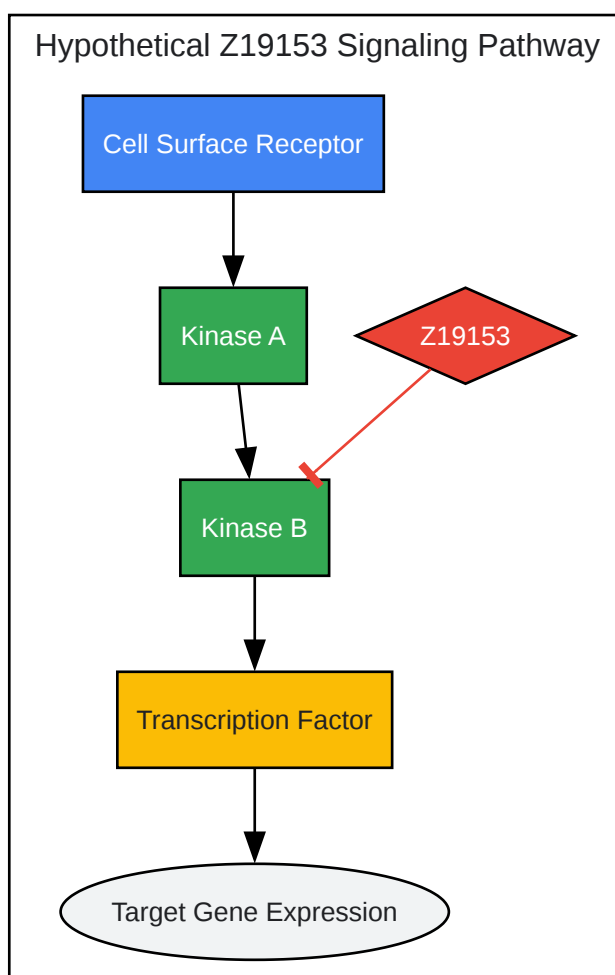 Hypothetical Z19153 Signaling Pathway
Cell Surface Receptor
Kinase A
Z19153
Kinase B
Transcription Factor
Target Gene Expression